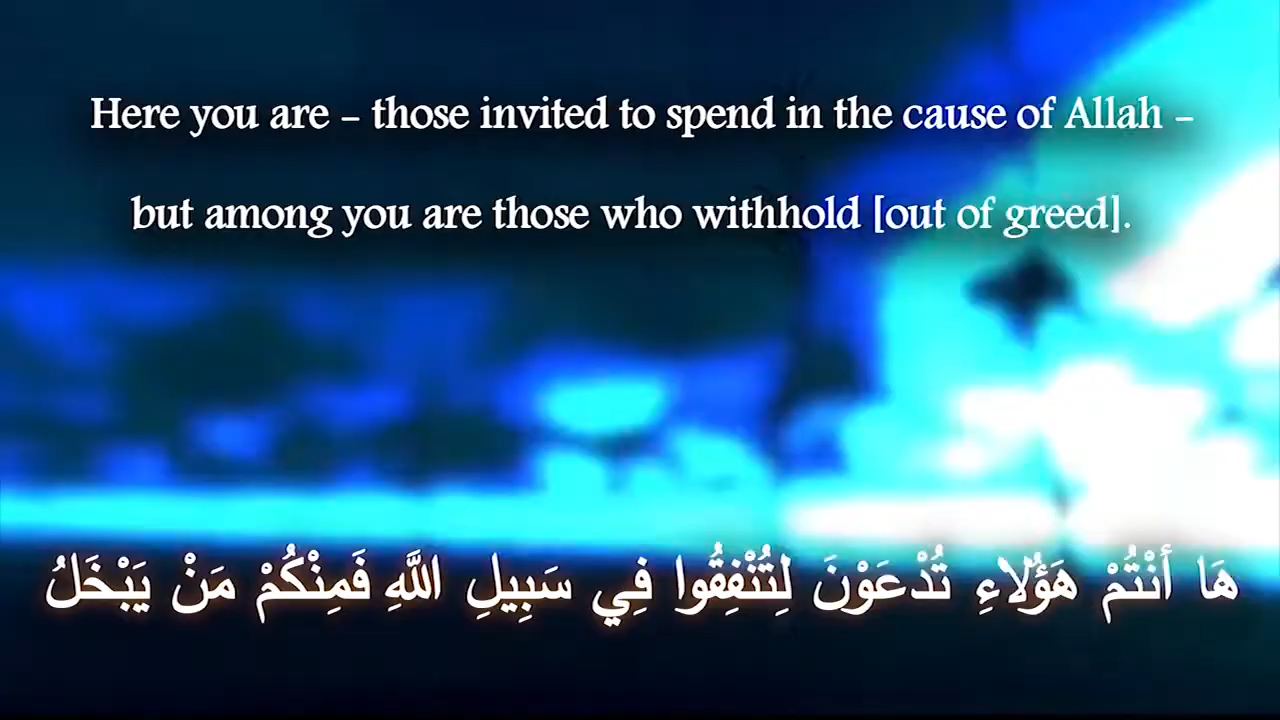 Here you are - those invited to spend in the cause of Allah -
but among you are those who withhold [out of greed].
هَا أَنْتُمْ هَؤُلَاءِ تُدْعَوْنَ لِتُنْفِقُوا فِي سَبِيلِ اللَّهِ فَمِنْكُمْ مَنْ يَبْخَلُ